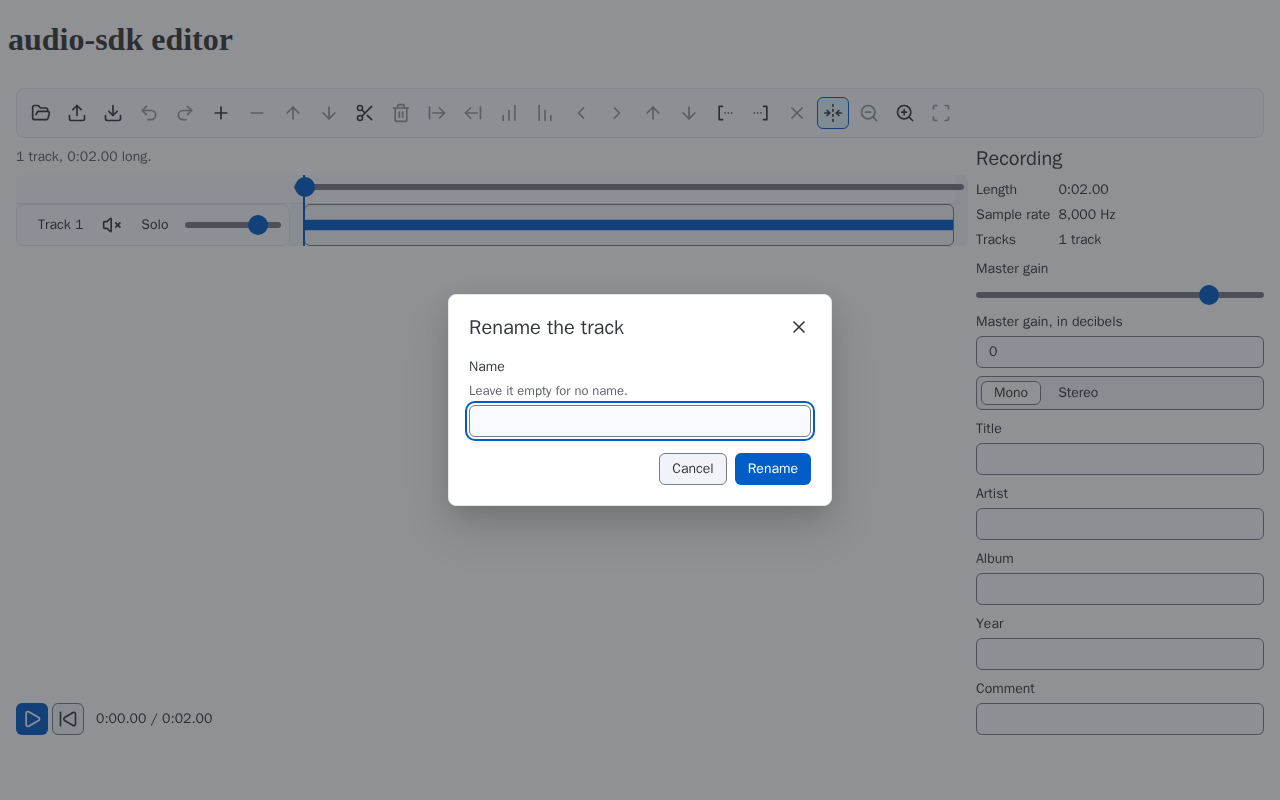 audio-sdk editor
1 track, 0:02.00 long.
Track 1
Solo
Recording
Length 0:02.00
Sample rate 8,000 Hz
Tracks 1 track
Master gain
Master gain, in decibels
0
Mono Stereo
Title
Artist
Album
Year
Comment
Rename the track
Name
Leave it empty for no name.
Cancel Rename
0:00.00 / 0:02.00